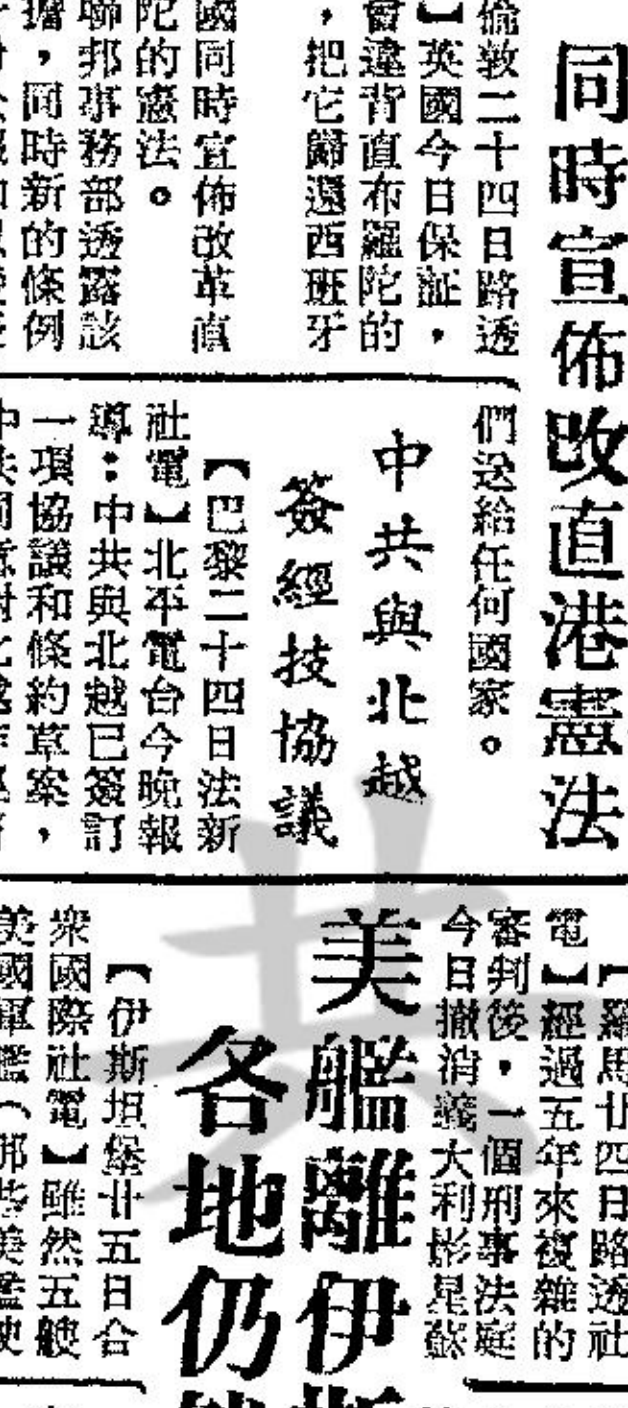 同時宣佈改直港憲法
倫敦二十四日路透
】英國今日保証，
會違背直布羅陀的
，把它歸還西班牙
國同時宣佈改革直
陀的憲法。
聯邦事務部透露該
擔，同時新的條例
們送給任何國家。
中共與北越
簽經技協議
【巴黎二十四日法新
社電】北平電台今晚報
導：中共與北越已簽訂
一項協議和條約草案，
【羅馬廿四日路透社
電】經過五年來複雜的
審判後，一個刑事法庭
今日撤消義大利影星蘇
美艦離伊
各地仍
【伊斯坦堡廿五日合
衆國際社電】雖然五艘
美國軍艦（那些美艦使
共